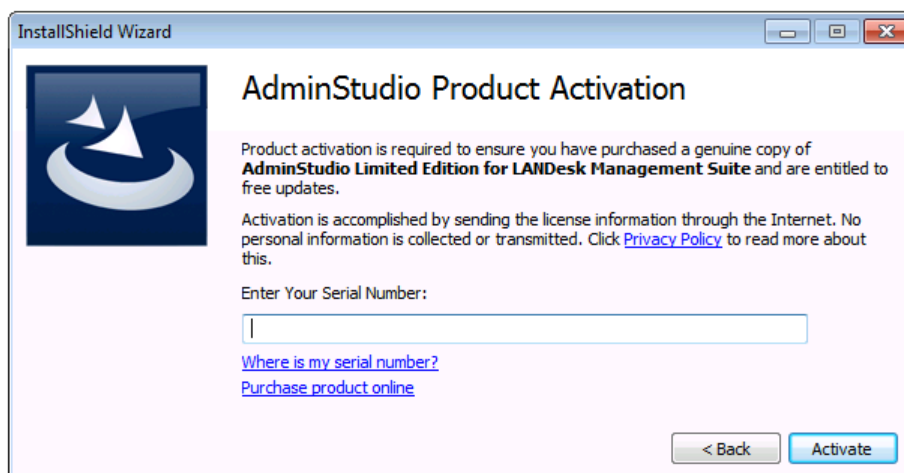 InstallShield Wizard
AdminStudio Product Activation
Product activation is required to ensure you have purchased a genuine copy of
AdminStudio Limited Edition for LANDesk Management Suite and are entitled to
free updates.
Activation is accomplished by sending the license information through the Internet. No
personal information is collected or transmitted. Click Privacy Policy to read more about
this.
Enter Your Serial Number:
Where is my serial number?
Purchase product online
< Back Activate